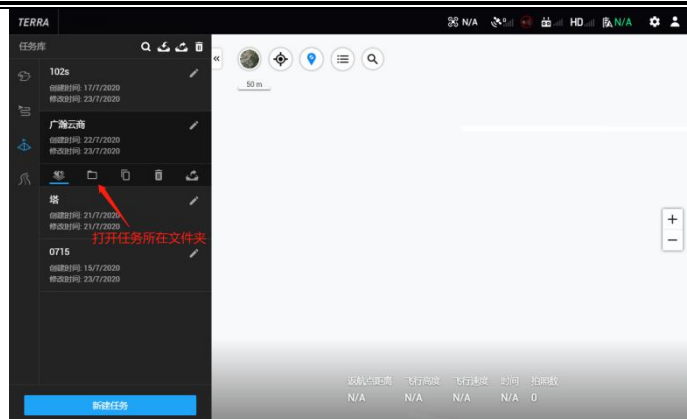 TERRA
N/A
HD
N/A
任务库
102s
创建时间: 17/7/2020
修改时间: 23/7/2020
广瀚云商
创建时间: 22/7/2020
修改时间: 23/7/2020
塔
创建时间: 21/7/2020
修改时间: 21/7/2020
打开任务所在文件夹
0715
创建时间: 15/7/2020
修改时间: 23/7/2020
新建任务
50 m
+
−
返航点距离 飞行高度 飞行速度 时间 拍照数
N/A N/A N/A N/A 0